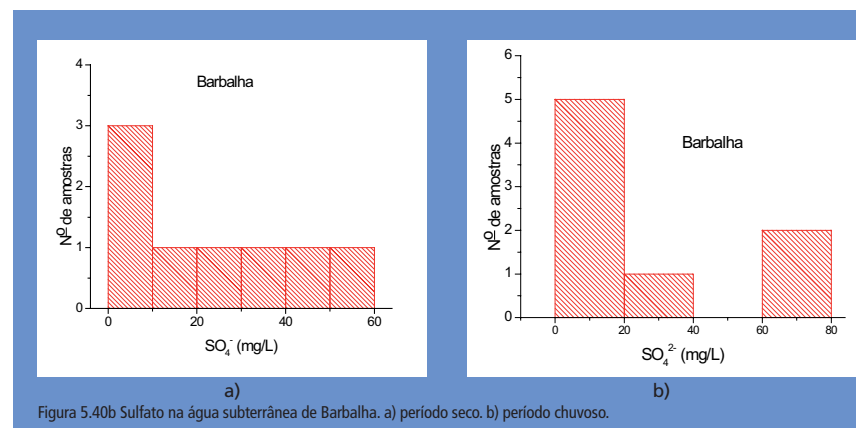 4
3
2
1
0
Nº de amostras
Barbalha
0
20
40
60
SO₄⁻ (mg/L)
a)
6
5
4
3
2
1
0
Nº de amostras
Barbalha
0
20
40
60
80
SO₄²⁻ (mg/L)
b)
Figura 5.40b Sulfato na água subterrânea de Barbalha. a) período seco. b) período chuvoso.